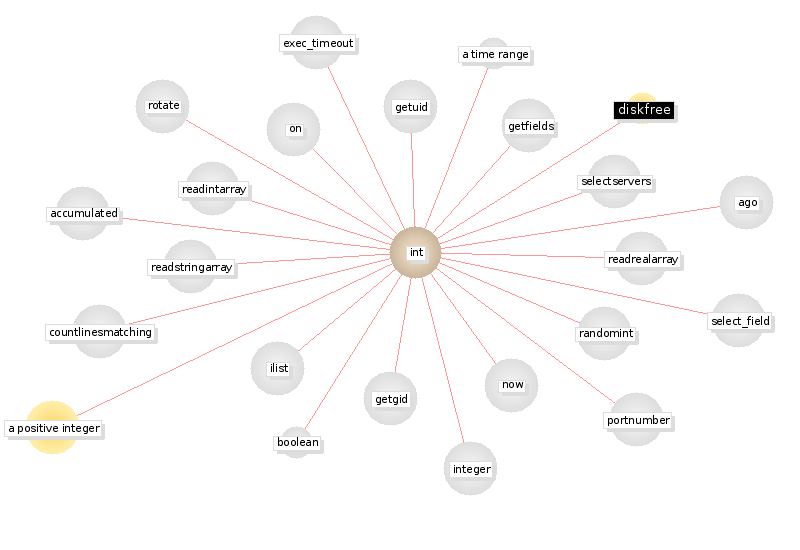 exec_timeout
a time range
rotate
getuid
diskfree
on
getfields
readintarray
selectservers
accumulated
ago
int
readstringarray
readrealarray
countlinesmatching
randomint
select_field
ilist
now
getgid
a positive integer
portnumber
boolean
integer